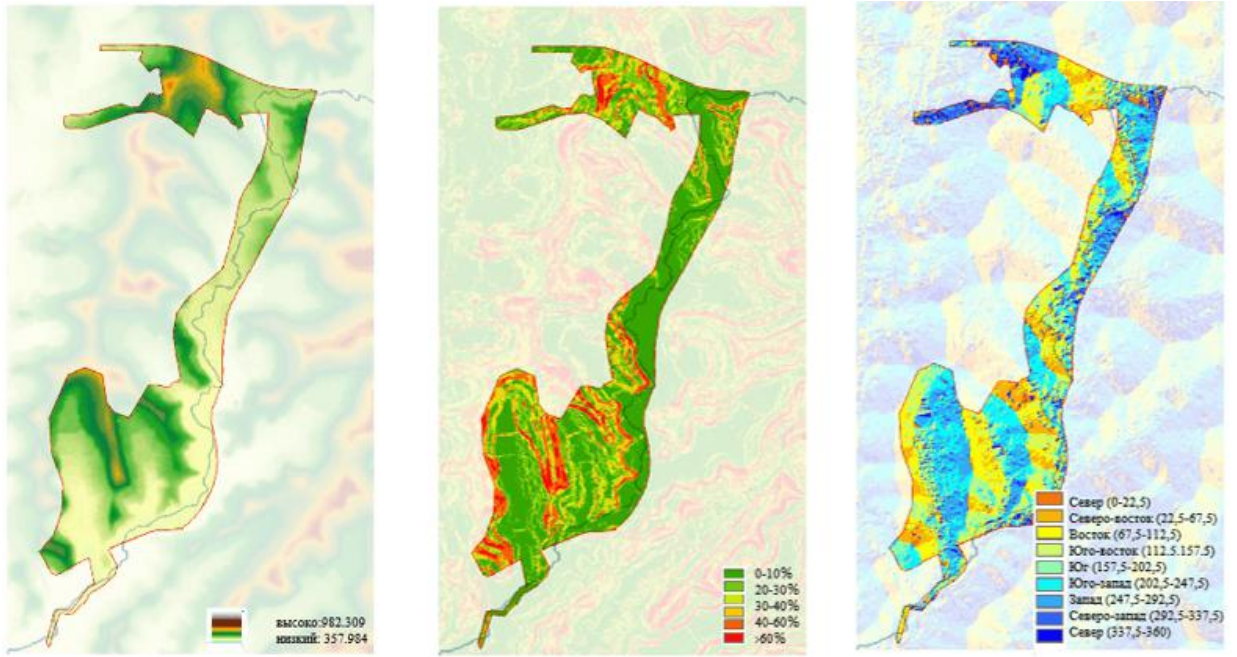 высоко:982.309
низкий: 357.984
0-10%
20-30%
30-40%
40-60%
>60%
Север (0-22,5)
Северо-восток (22,5-67,5)
Восток (67,5-112,5)
Юго-восток (112.5.157.5)
Юг (157,5-202,5)
Юго-запад (202,5-247,5)
Запад (247,5-292,5)
Северо-запад (292,5-337,5)
Север (337,5-360)